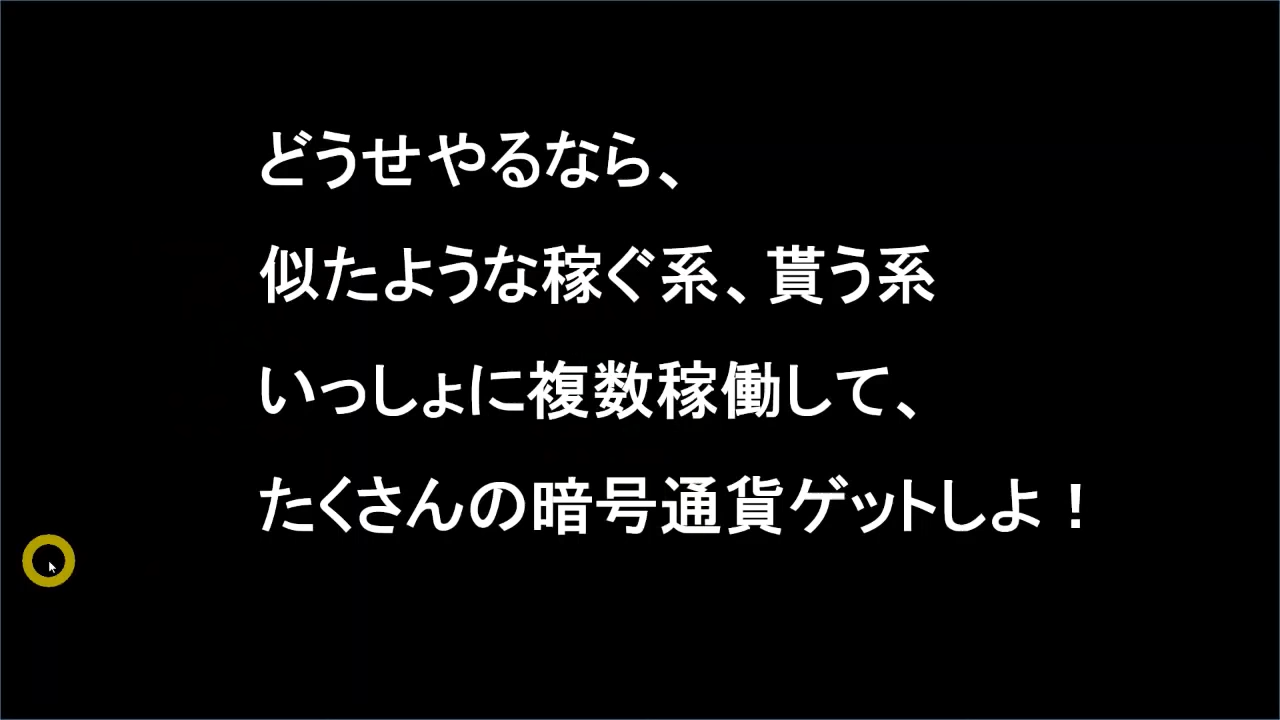 どうせやるなら、
似たような稼ぐ系、貰う系
いっしょに複数稼働して、
たくさんの暗号通貨ゲットしよ！